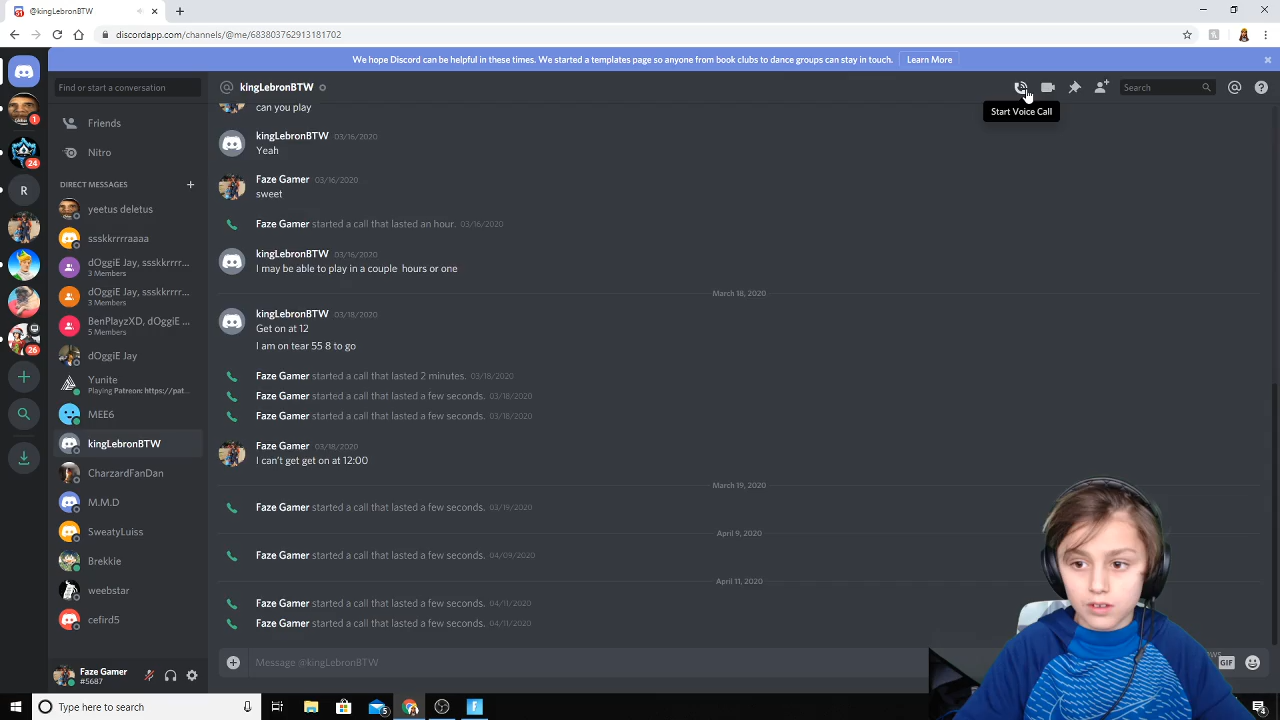 @kingLebronBTW
discordapp.com/channels/@me/683803762913181702
We hope Discord can be helpful in these times. We started a templates page so anyone from book clubs to dance groups can stay in touch.
Learn More
Find or start a conversation
kingLebronBTW
Search
Start Voice Call
Friends
Nitro
DIRECT MESSAGES
yeetus deletus
ssskkrrrraaaa
dOggiE Jay, ssskkrrrr...
3 Members
dOggiE Jay, ssskkrrrr...
3 Members
BenPlayzXD, dOggiE ...
5 Members
dOggiE Jay
Yunite
Playing Patreon: https://pat...
MEE6
kingLebronBTW
CharzardFanDan
M.M.D
SweatyLuiss
Brekkie
weebstar
cefird5
1
24
R
26
can you play
kingLebronBTW 03/16/2020
Yeah
Faze Gamer 03/16/2020
sweet
Faze Gamer started a call that lasted an hour. 03/16/2020
kingLebronBTW 03/16/2020
I may be able to play in a couple hours or one
March 18, 2020
kingLebronBTW 03/18/2020
Get on at 12
I am on tear 55 8 to go
Faze Gamer started a call that lasted 2 minutes. 03/18/2020
Faze Gamer started a call that lasted a few seconds. 03/18/2020
Faze Gamer started a call that lasted a few seconds. 03/18/2020
Faze Gamer 03/18/2020
I can't get get on at 12:00
March 19, 2020
Faze Gamer started a call that lasted a few seconds. 03/19/2020
April 9, 2020
Faze Gamer started a call that lasted a few seconds. 04/09/2020
April 11, 2020
Faze Gamer started a call that lasted a few seconds. 04/11/2020
Faze Gamer started a call that lasted a few seconds. 04/11/2020
Message @kingLebronBTW
GIF
Faze Gamer
#5687
Type here to search
5
2